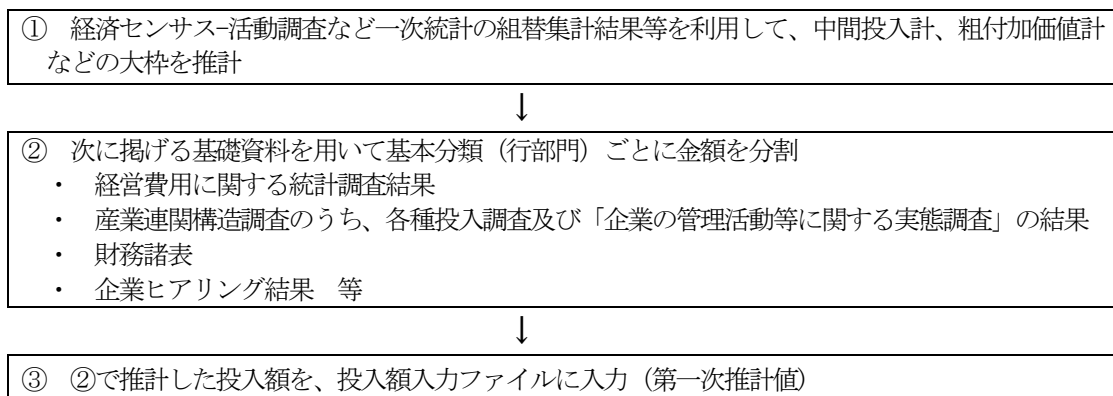 ① 経済センサス-活動調査など一次統計の組替集計結果等を利用して、中間投入計、粗付加価値計
などの大枠を推計
↓
② 次に掲げる基礎資料を用いて基本分類（行部門）ごとに金額を分割
・ 経営費用に関する統計調査結果
・ 産業連関構造調査のうち、各種投入調査及び「企業の管理活動等に関する実態調査」の結果
・ 財務諸表
・ 企業ヒアリング結果　等
↓
③ ②で推計した投入額を、投入額入力ファイルに入力（第一次推計値）